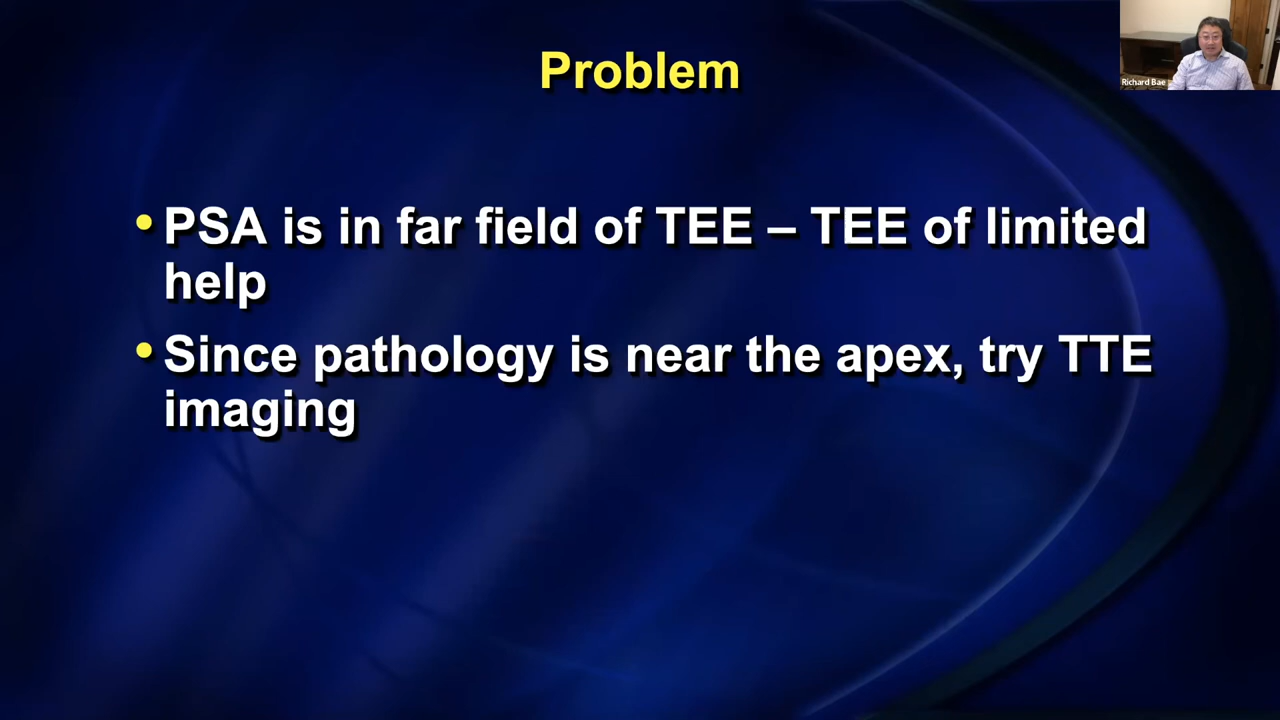 Problem
Richard Bae
• PSA is in far field of TEE – TEE of limited
help
• Since pathology is near the apex, try TTE
imaging